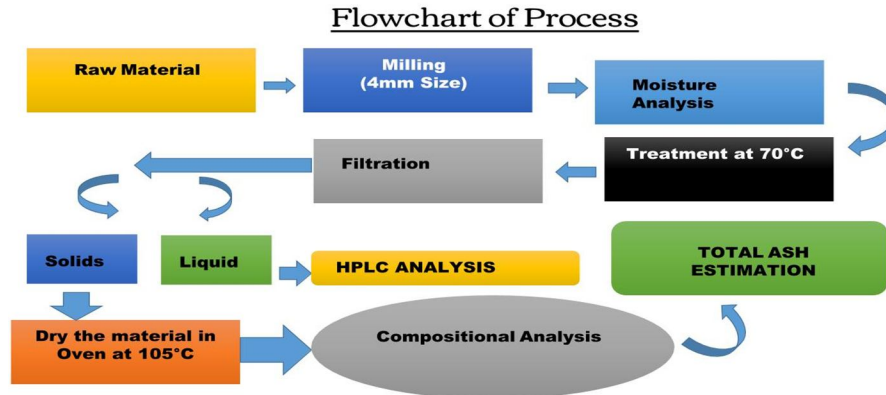 Flowchart of Process
Raw Material
Milling
(4mm Size)
Moisture
Analysis
Treatment at 70°C
Filtration
Solids
Liquid
HPLC ANALYSIS
TOTAL ASH
ESTIMATION
Dry the material in
Oven at 105°C
Compositional Analysis